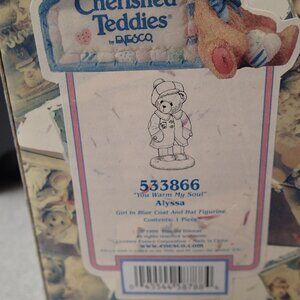 Cherished
Teddies®
by ENESCO
533866
"You Warm My Soul"
Alyssa
Girl In Blue Coat And Hat Figurine
Contents: 1 Piece
www.enesco.com